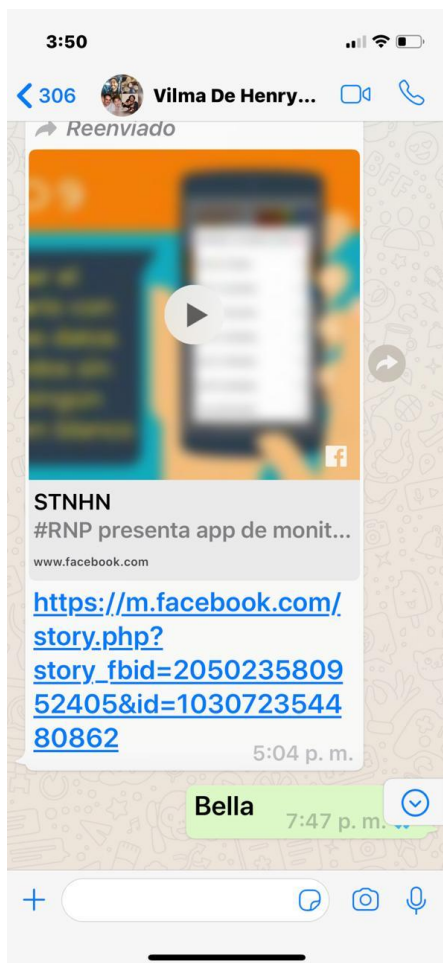 3:50
306
Vilma De Henry...
Reenviado
STNHN
#RNP presenta app de monit...
www.facebook.com
https://m.facebook.com/
story.php?
story_fbid=2050235809
52405&id=1030723544
80862
5:04 p. m.
Bella
7:47 p. m.